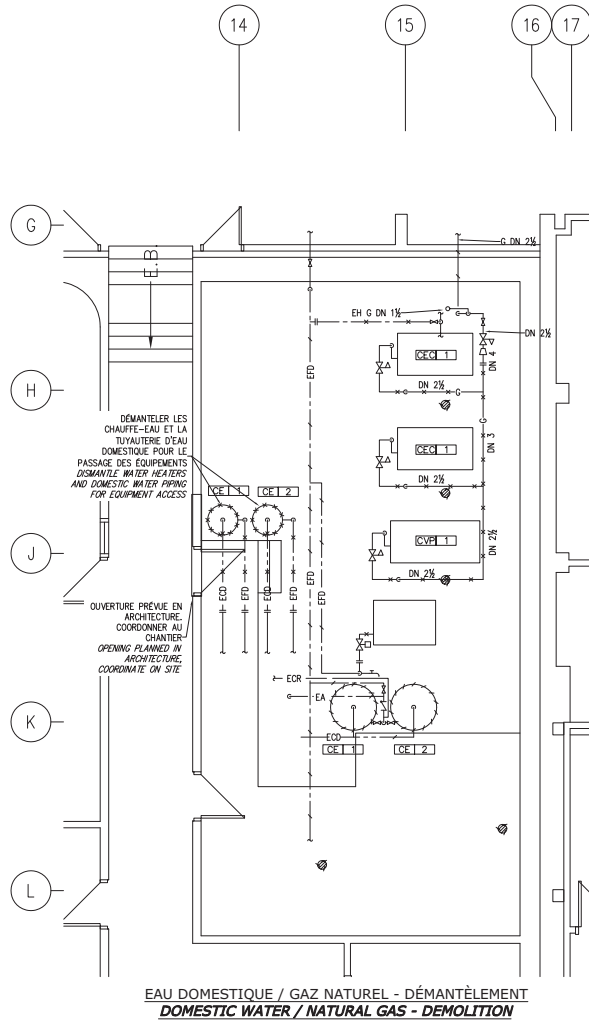 14
15
16
17
G
G DN 2½
E.B.
EH G DN 1½
DN 2½
CEC 1
DN 4
EFD
H
DN 2½
G
G
DÉMANTELER LES
CHAUFFE-EAU ET LA
TUYAUTERIE D'EAU
DOMESTIQUE POUR LE
PASSAGE DES ÉQUIPEMENTS
DISMANTLE WATER HEATERS
AND DOMESTIC WATER PIPING
FOR EQUIPMENT ACCESS
CEC 1
DN 3
DN 2½
CE 1
CE 2
J
CVP 1
DN 2½
DN 2½
ECD
EFD
ECD
EFD
EFD
EFD
OUVERTURE PRÉVUE EN
ARCHITECTURE.
COORDONNER AU
CHANTIER
OPENING PLANNED IN
ARCHITECTURE,
COORDINATE ON SITE
ECR
EA
K
ECD
CE 1
CE 2
L
EAU DOMESTIQUE / GAZ NATUREL - DÉMANTÈLEMENT
DOMESTIC WATER / NATURAL GAS - DEMOLITION